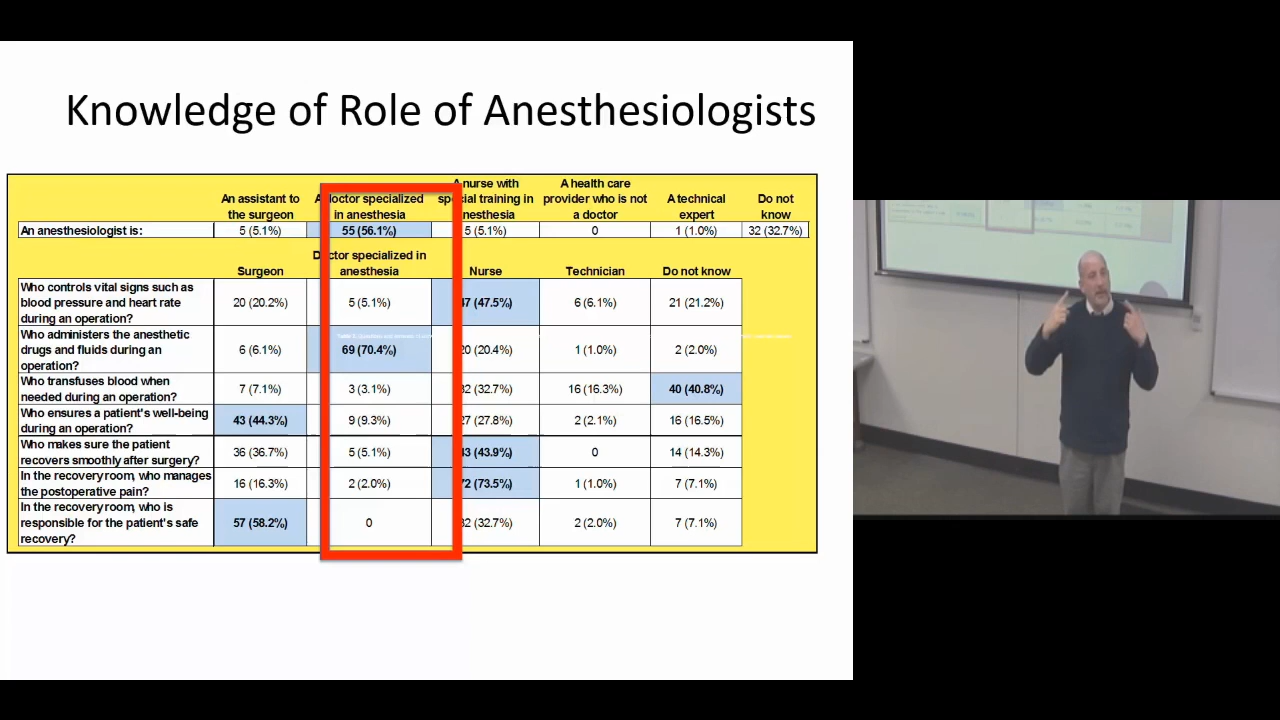 Knowledge of Role of Anesthesiologists
An assistant to the surgeon
doctor specialized in anesthesia
nurse with special training in anesthesia
A health care provider who is not a doctor
A technical expert
Do not know
An anesthesiologist is:
5 (5.1%)
55 (56.1%)
5 (5.1%)
0
1 (1.0%)
32 (32.7%)
Surgeon
Doctor specialized in anesthesia
Nurse
Technician
Do not know
Who controls vital signs such as
blood pressure and heart rate
during an operation?
20 (20.2%)
5 (5.1%)
47 (47.5%)
6 (6.1%)
21 (21.2%)
Who administers the anesthetic
drugs and fluids during an
operation?
6 (6.1%)
69 (70.4%)
20 (20.4%)
1 (1.0%)
2 (2.0%)
Who transfuses blood when
needed during an operation?
7 (7.1%)
3 (3.1%)
32 (32.7%)
16 (16.3%)
40 (40.8%)
Who ensures a patient's well-being
during an operation?
43 (44.3%)
9 (9.3%)
27 (27.8%)
2 (2.1%)
16 (16.5%)
Who makes sure the patient
recovers smoothly after surgery?
36 (36.7%)
5 (5.1%)
43 (43.9%)
0
14 (14.3%)
In the recovery room, who manages
the postoperative pain?
16 (16.3%)
2 (2.0%)
72 (73.5%)
1 (1.0%)
7 (7.1%)
In the recovery room, who is
responsible for the patient's safe
recovery?
57 (58.2%)
0
32 (32.7%)
2 (2.0%)
7 (7.1%)